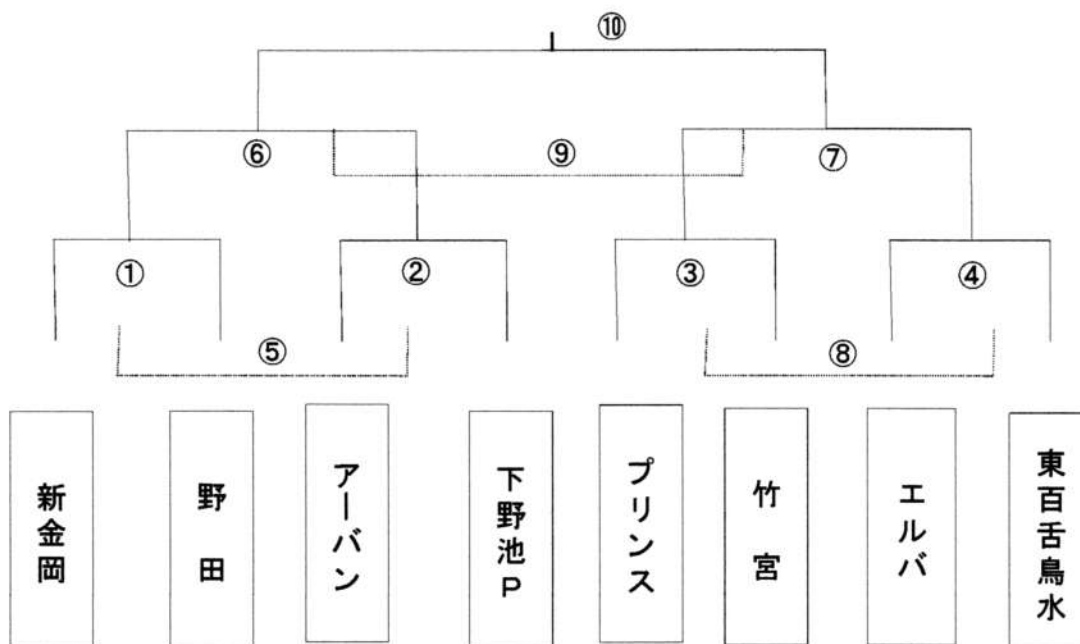 ⑩
⑥
⑨
⑦
①
②
③
④
⑤
⑧
新金岡
野田
アーバン
下野池P
プリンス
竹宮
エルバ
東百舌鳥水